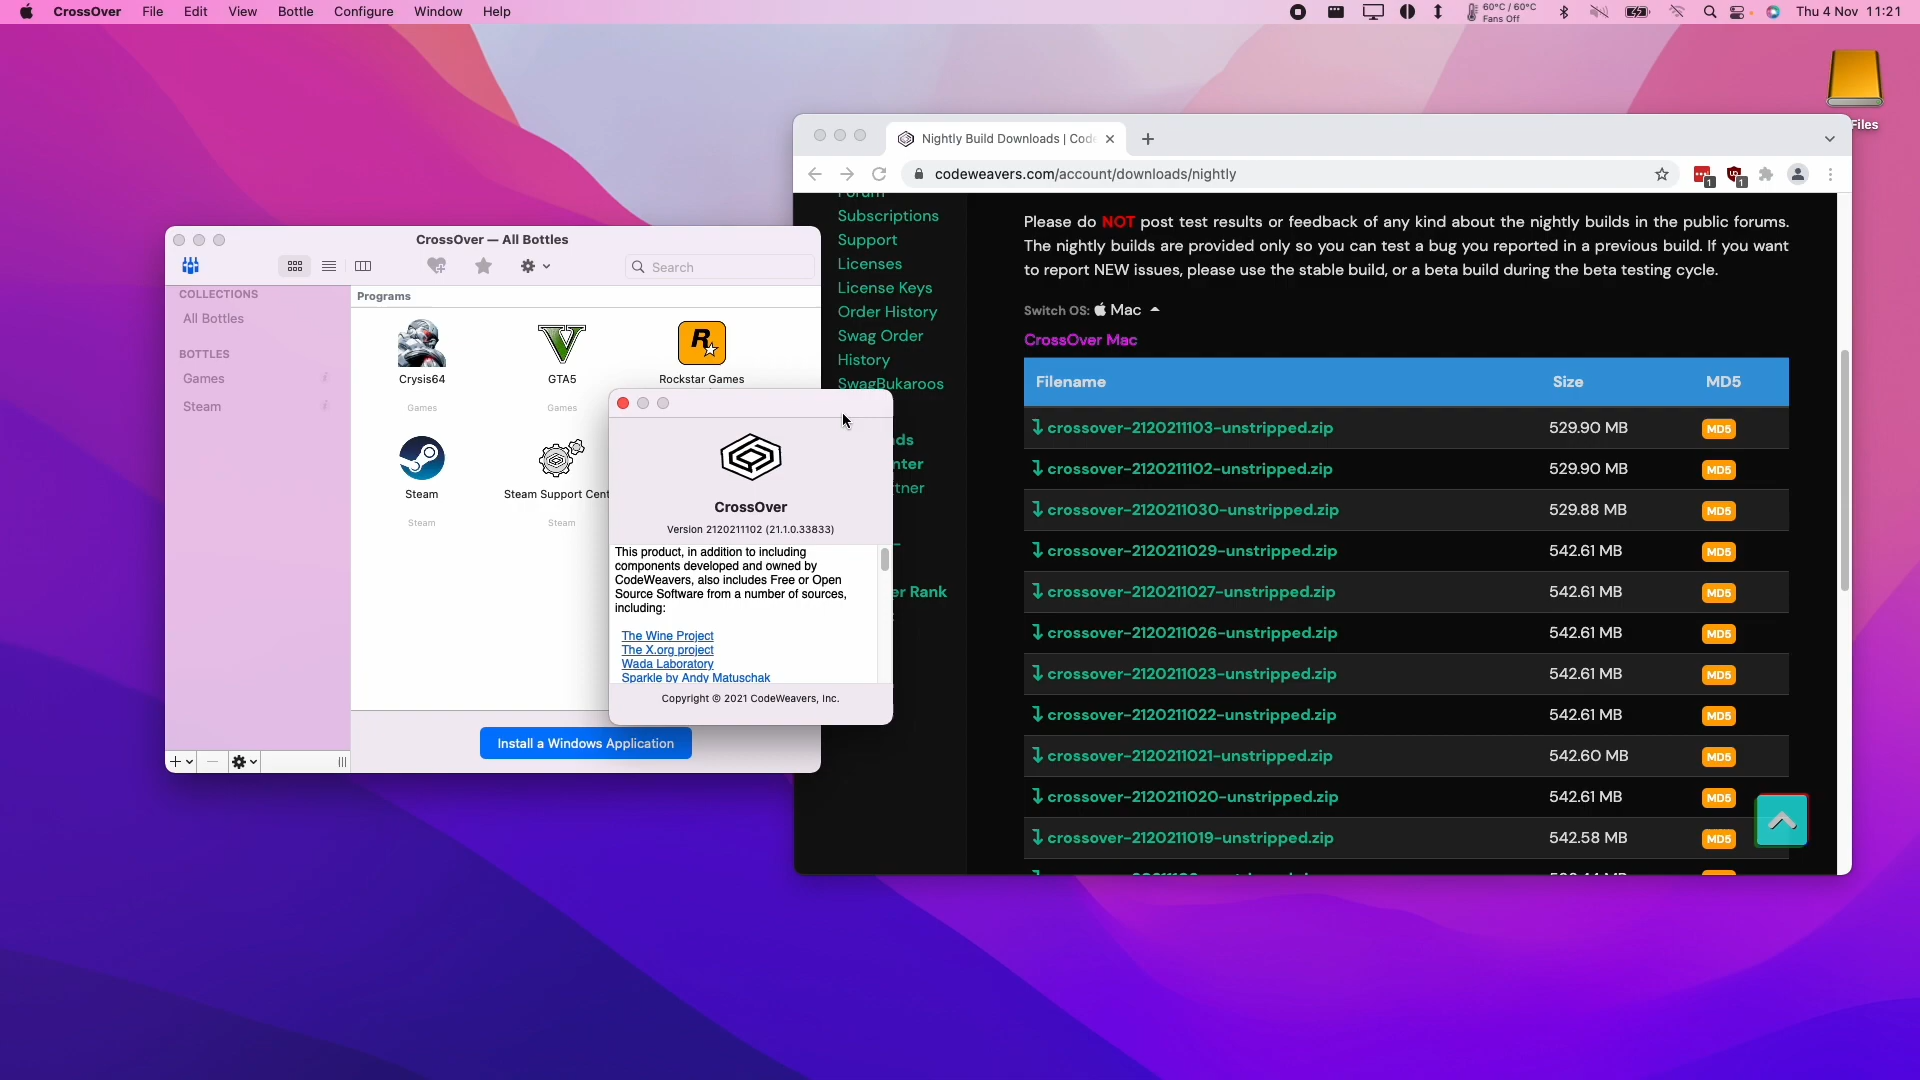 CrossOver File Edit View Bottle Configure Window Help
60°C / 60°C
Fans Off
Thu 4 Nov 11:21
Files
Nightly Build Downloads | Code
codeweavers.com/account/downloads/nightly
1
1
Forum
Subscriptions
Support
Licenses
License Keys
Order History
Swag Order
History
SwagBukaroos
ds
nter
tner
er Rank
Please do NOT post test results or feedback of any kind about the nightly builds in the public forums.
The nightly builds are provided only so you can test a bug you reported in a previous build. If you want
to report NEW issues, please use the stable build, or a beta build during the beta testing cycle.
Switch OS: Mac
CrossOver Mac
Filename Size MD5
crossover-2120211103-unstripped.zip 529.90 MB MD5
crossover-2120211102-unstripped.zip 529.90 MB MD5
crossover-2120211030-unstripped.zip 529.88 MB MD5
crossover-2120211029-unstripped.zip 542.61 MB MD5
crossover-2120211027-unstripped.zip 542.61 MB MD5
crossover-2120211026-unstripped.zip 542.61 MB MD5
crossover-2120211023-unstripped.zip 542.61 MB MD5
crossover-2120211022-unstripped.zip 542.61 MB MD5
crossover-2120211021-unstripped.zip 542.60 MB MD5
crossover-2120211020-unstripped.zip 542.61 MB MD5
crossover-2120211019-unstripped.zip 542.58 MB MD5
CrossOver — All Bottles
Search
COLLECTIONS
All Bottles
BOTTLES
Games
Steam
Programs
Crysis64
Games
GTA5
Games
Rockstar Games
Steam
Steam
Steam Support Cent
Steam
Install a Windows Application
CrossOver
Version 2120211102 (21.1.0.33833)
This product, in addition to including
components developed and owned by
CodeWeavers, also includes Free or Open
Source Software from a number of sources,
including:
The Wine Project
The X.org project
Wada Laboratory
Sparkle by Andy Matuschak
Copyright © 2021 CodeWeavers, Inc.